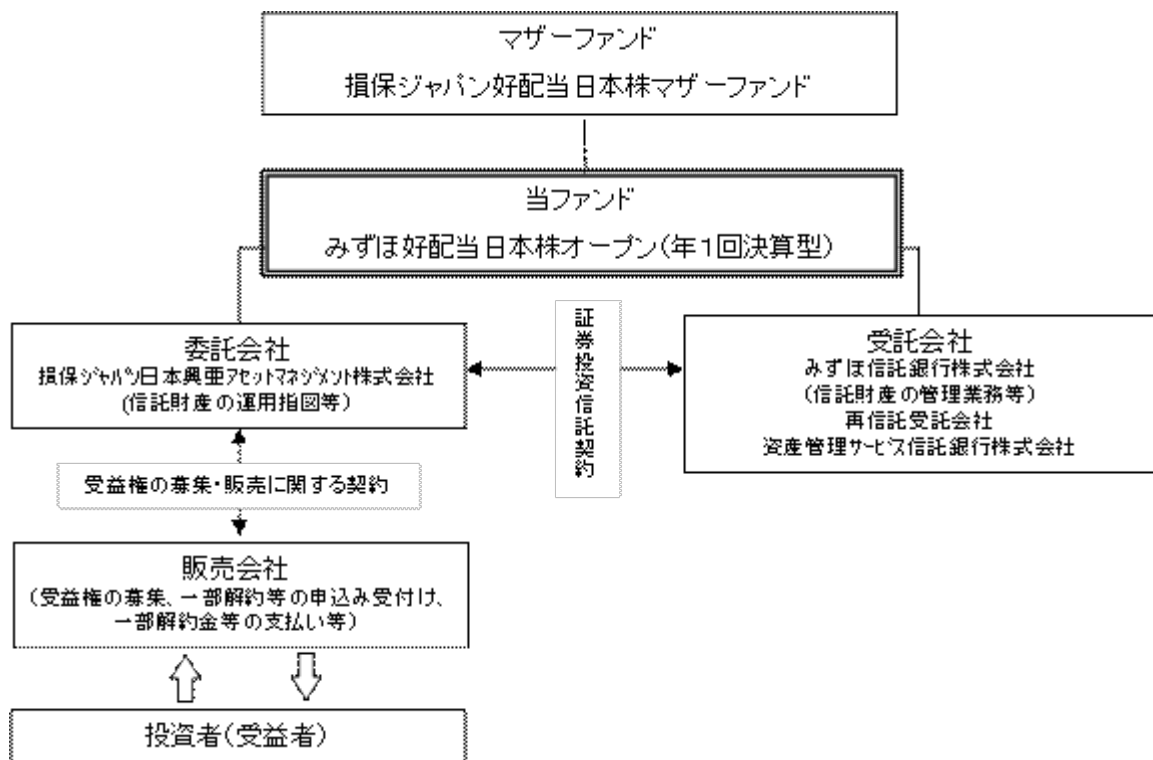 マザーファンド
損保ジャパン好配当日本株マザーファンド
当ファンド
みずほ好配当日本株オープン(年1回決算型)
委託会社
損保ジャパン日本興亜アセットマネジメント株式会社
(信託財産の運用指図等)
証券投資信託契約
受託会社
みずほ信託銀行株式会社
(信託財産の管理業務等)
再信託受託会社
資産管理サービス信託銀行株式会社
受益権の募集・販売に関する契約
販売会社
(受益権の募集、一部解約等の申込み受付け、
一部解約金等の支払い等)
投資者(受益者)